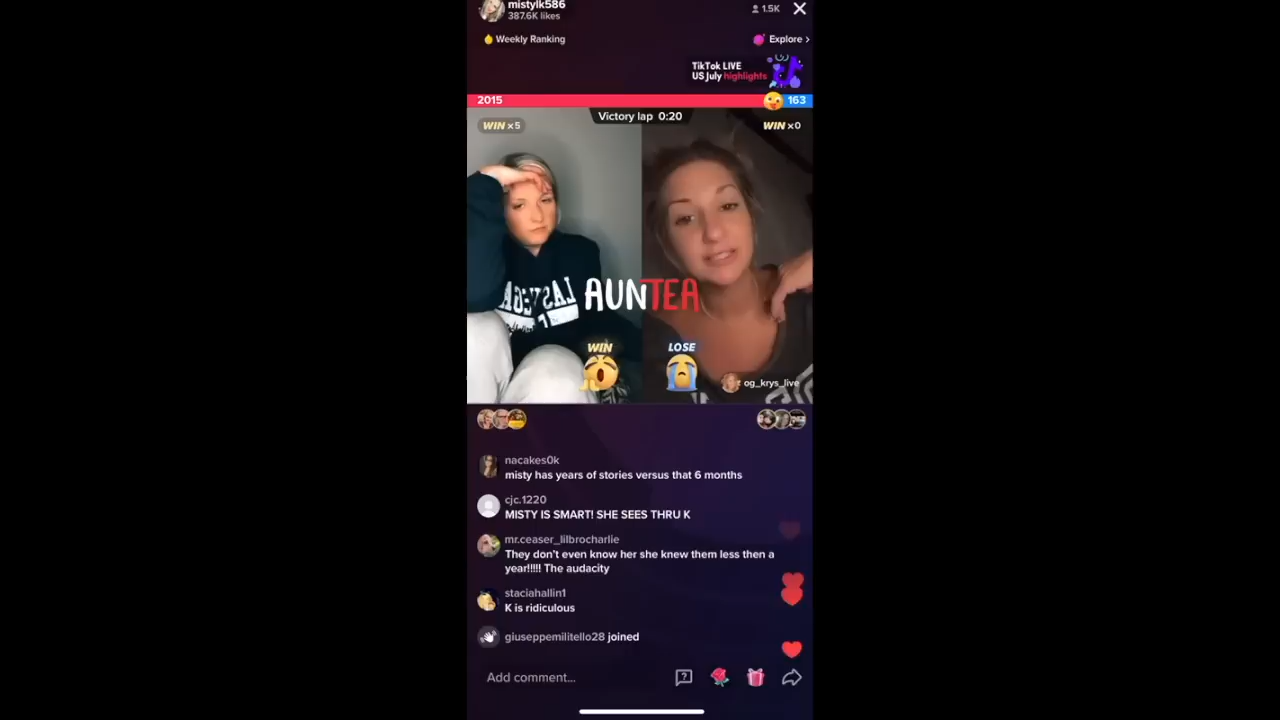 mistylk586
387.6K likes
1.5K
Weekly Ranking
Explore >
TikTok LIVE
US July highlights
2015
163
Victory lap 0:20
WIN ×5
WIN ×0
LAS VEGA
AUNTEA
WIN
LOSE
og_krys_live
nacakes0k
misty has years of stories versus that 6 months
cjc.1220
MISTY IS SMART! SHE SEES THRU K
mr.ceaser_lilbrocharlie
They don't even know her she knew them less then a
year!!!!! The audacity
staciahallin1
K is ridiculous
giuseppemilitello28 joined
Add comment...